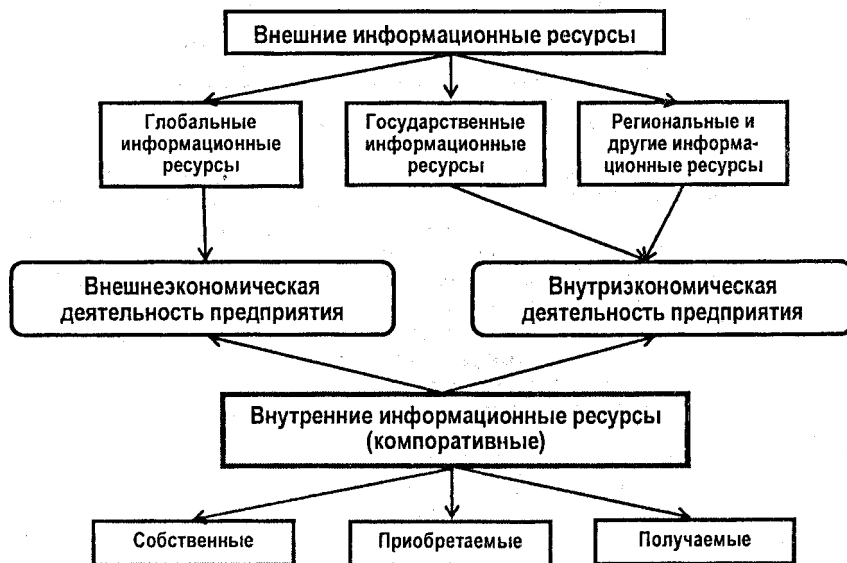 Внешние информационные ресурсы
Глобальные
информационные
ресурсы
Государственные
информационные
ресурсы
Региональные и
другие информа-
ционные ресурсы
Внешнеэкономическая
деятельность предприятия
Внутриэкономическая
деятельность предприятия
Внутренние информационные ресурсы
(компоративные)
Собственные
Приобретаемые
Получаемые